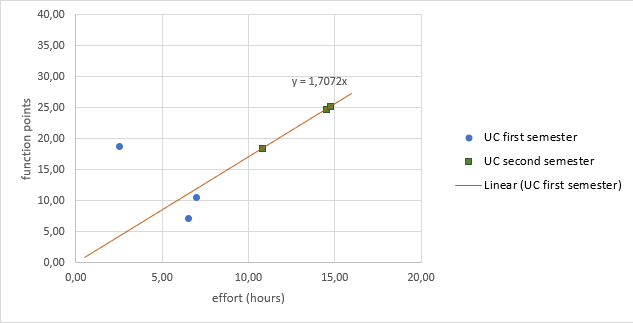 40,00
35,00
30,00
25,00
20,00
15,00
10,00
5,00
0,00
function points
y = 1,7072x
0,00 5,00 10,00 15,00 20,00
effort (hours)
UC first semester
UC second semester
Linear (UC first semester)